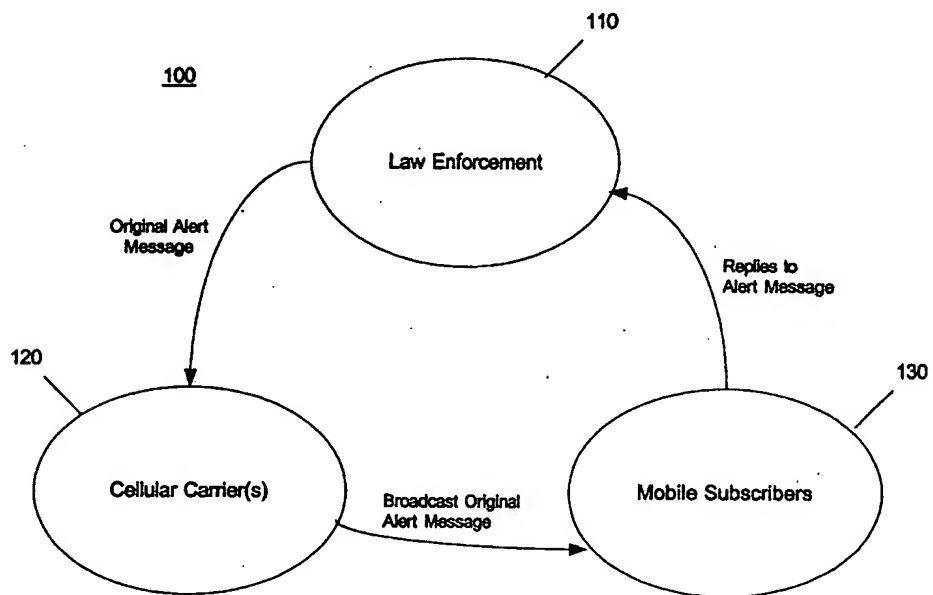 110
100
Law Enforcement
Original Alert
Message
Replies to
Alert Message
120
130
Cellular Carrier(s)
Broadcast Original
Alert Message
Mobile Subscribers